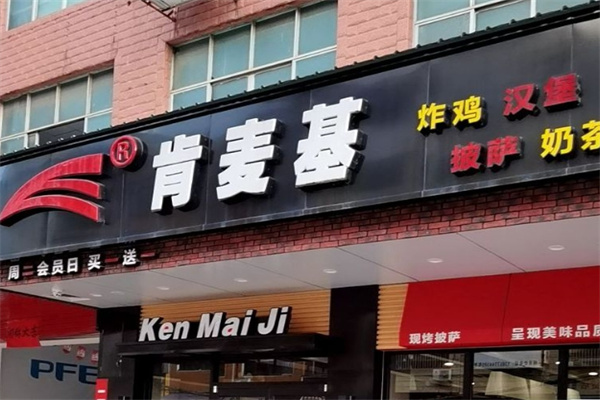 ® 肯麦基
炸鸡 汉堡
披萨 奶茶
周二会员日 买一送一
Ken Mai Ji
现烤披萨
呈现美味品质
PFE